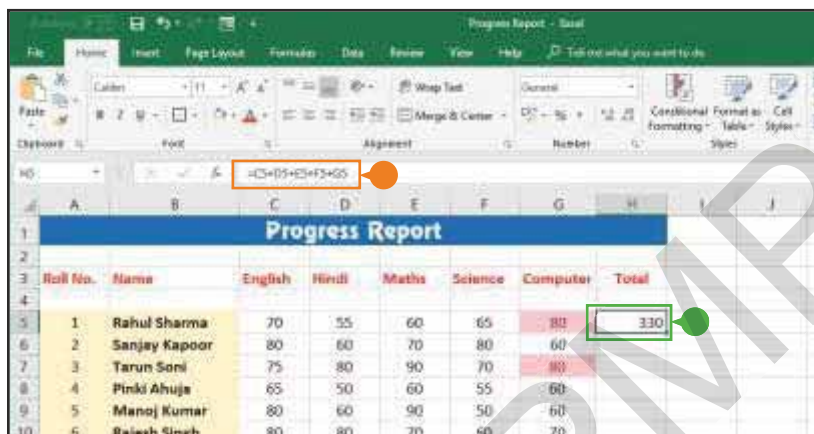 Progress Report - Excel
File Home Insert Page Layout Formulas Data Review View Help Tell me what you want to do
Calibri 11 A A Wrap Text General
Paste B I U A Merge & Center % Conditional Format as Cell
Formatting Table Styles
Clipboard Font Alignment Number Styles
H5 fx =C5+D5+E5+F5+G5
A B C D E F G H I J
1 Progress Report
2
3 Roll No. Name English Hindi Maths Science Computer Total
4
5 1 Rahul Sharma 70 55 60 65 80 330
6 2 Sanjay Kapoor 80 60 70 80 60
7 3 Tarun Soni 75 80 90 70 80
8 4 Pinki Ahuja 65 50 60 55 60
9 5 Manoj Kumar 80 60 90 50 60
10 6 Rajesh Singh 80 80 70 60 70